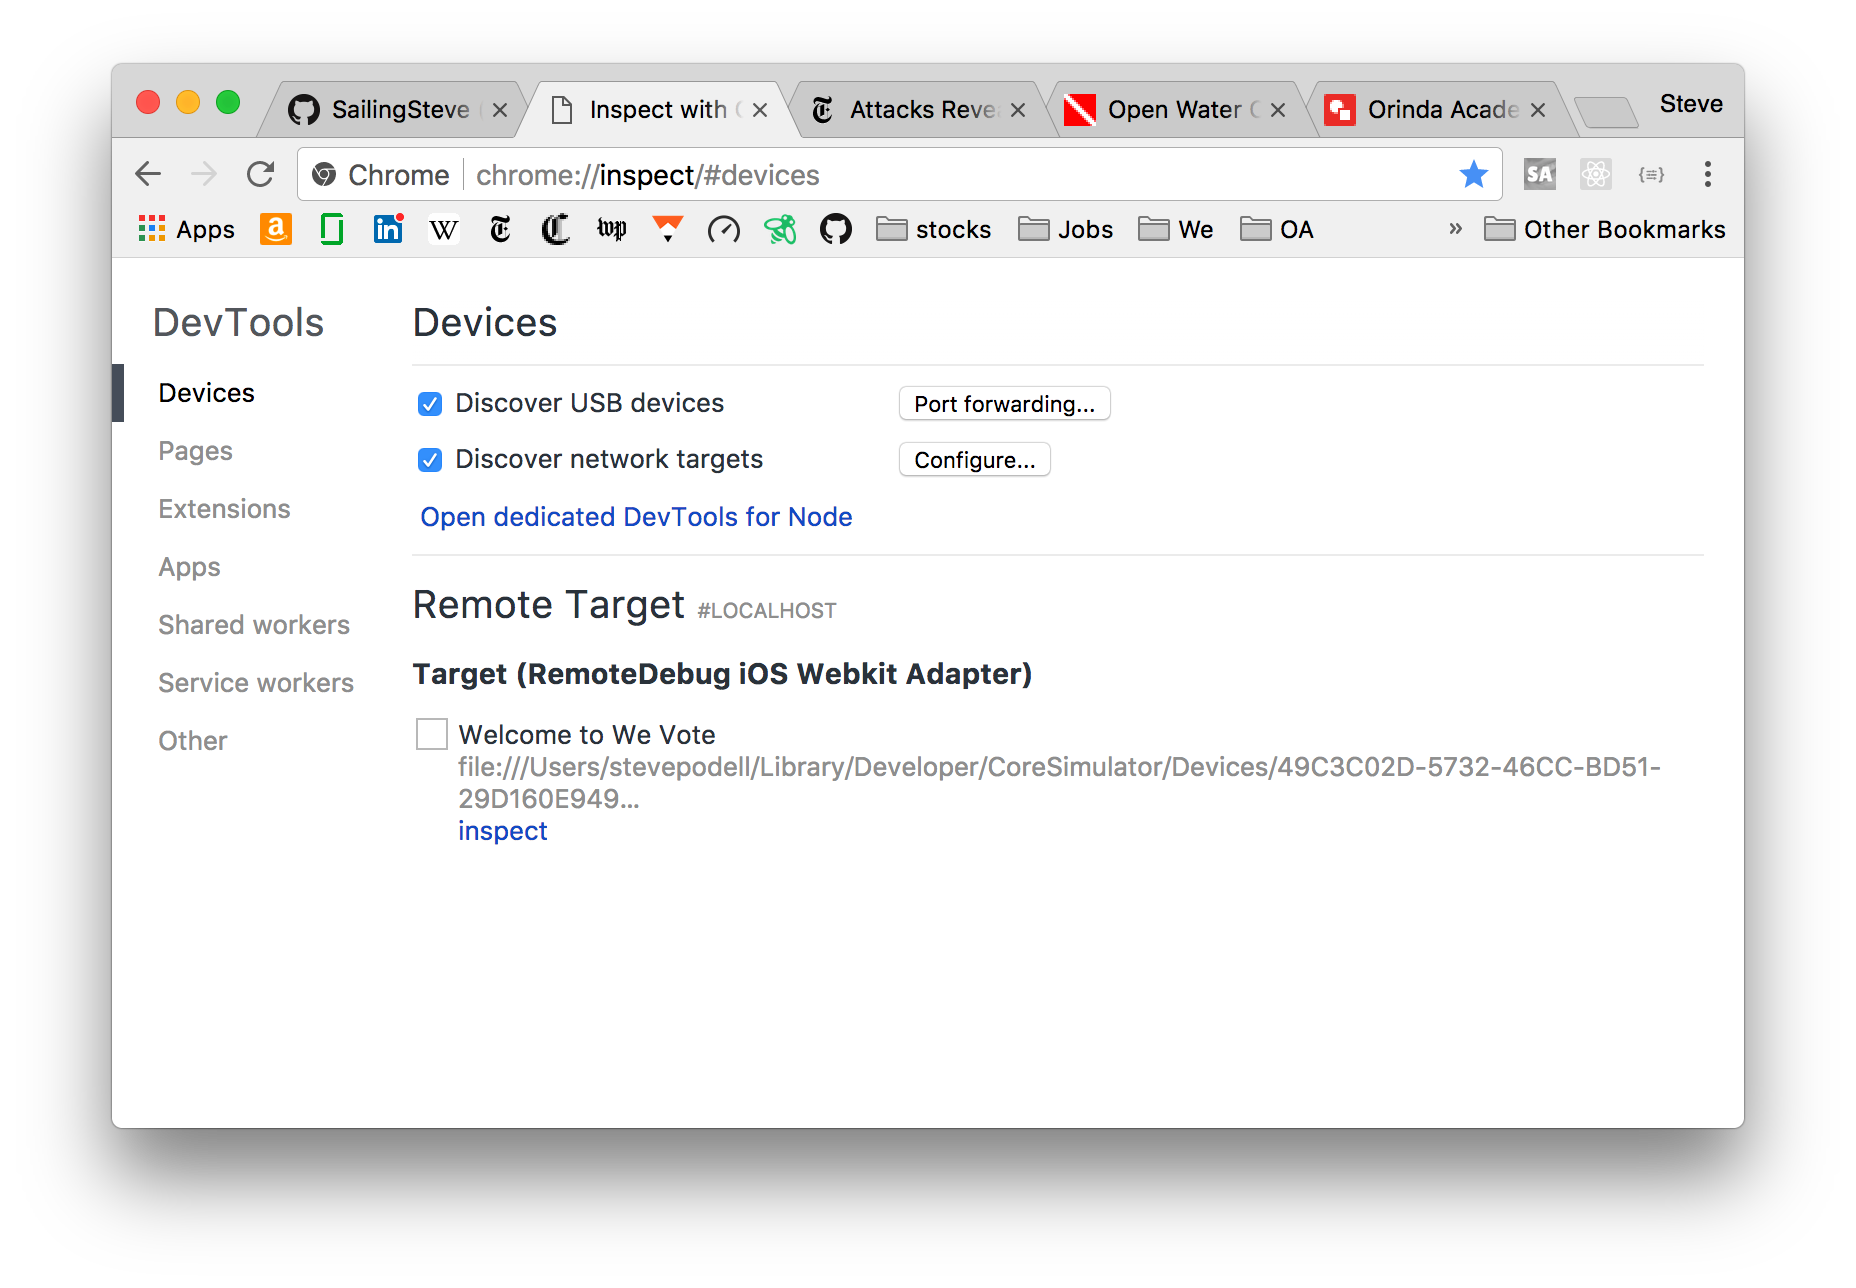 SailingSteve
Inspect with
Attacks Reve
Open Water
Orinda Acade
Steve
Chrome chrome://inspect/#devices
SA
{≡}
Apps
a
in
W
wp
stocks
Jobs
We
OA
»
Other Bookmarks
DevTools
Devices
Pages
Extensions
Apps
Shared workers
Service workers
Other
Devices
Discover USB devices
Port forwarding...
Discover network targets
Configure...
Open dedicated DevTools for Node
Remote Target #LOCALHOST
Target (RemoteDebug iOS Webkit Adapter)
Welcome to We Vote
file:///Users/stevepodell/Library/Developer/CoreSimulator/Devices/49C3C02D-5732-46CC-BD51-
29D160E949...
inspect